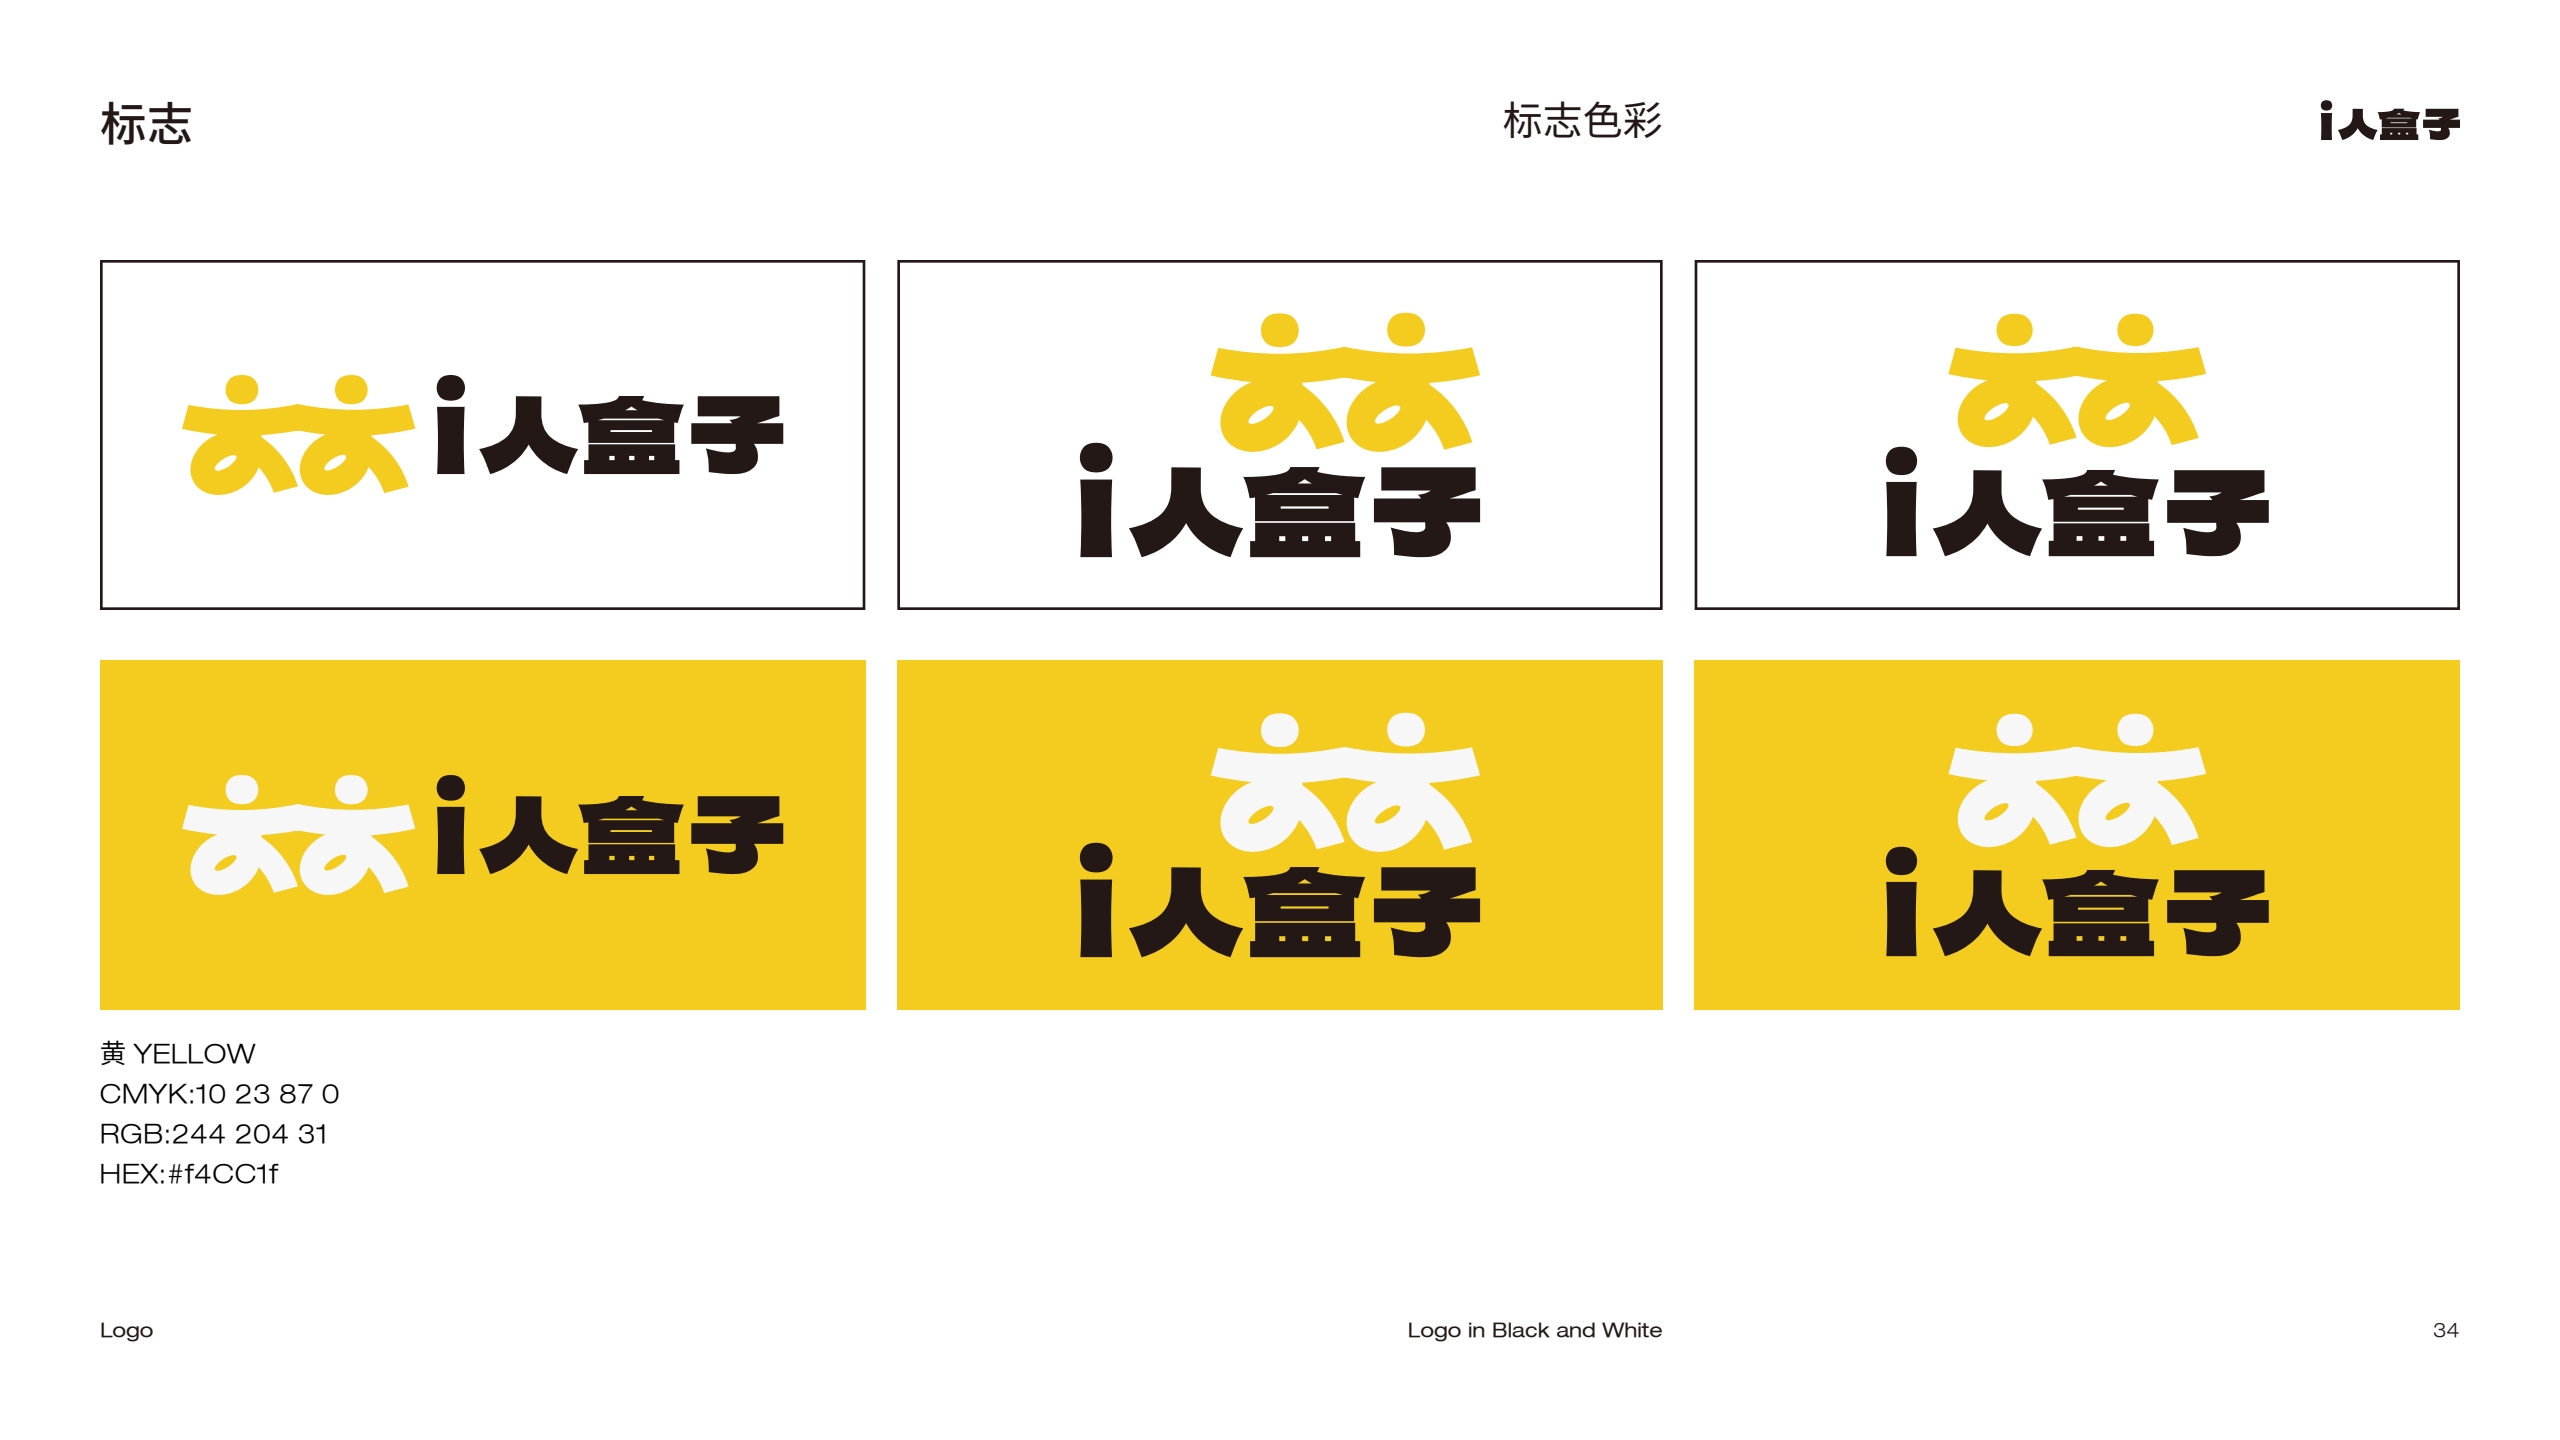 标志
标志色彩
i人盒子
i人盒子
i人盒子
i人盒子
i人盒子
i人盒子
i人盒子
黄 YELLOW
CMYK:10 23 87 0
RGB:244 204 31
HEX:#f4CC1f
Logo
Logo in Black and White
34